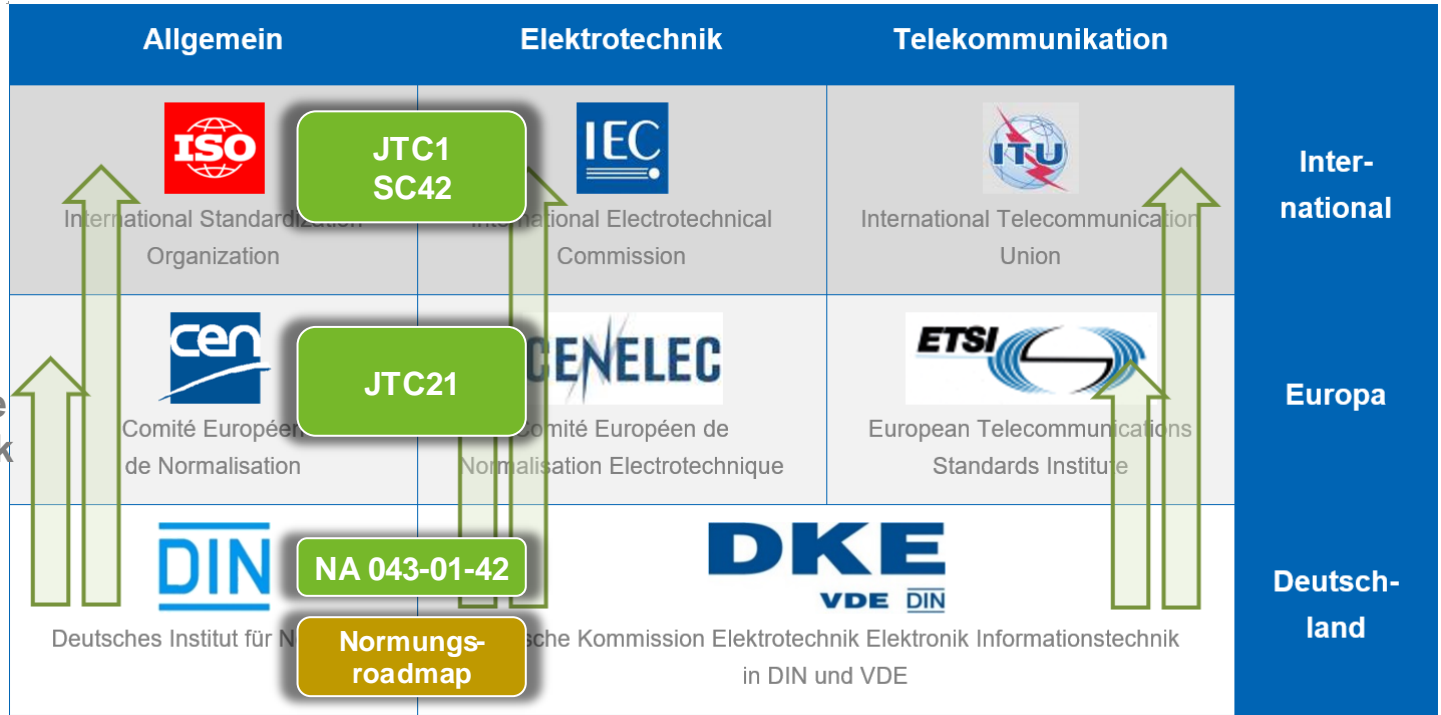 Allgemein
Elektrotechnik
Telekommunikation
ISO
JTC1
SC42
IEC
ITU
Inter-
national
International Standardization
Organization
International Electrotechnical
Commission
International Telecommunication
Union
cen
JTC21
CENELEC
ETSI
Europa
Comité Européen
de Normalisation
Comité Européen de
Normalisation Electrotechnique
European Telecommunications
Standards Institute
DIN
NA 043-01-42
DKE
VDE DIN
Deutsch-
land
Deutsches Institut für
Normungs-
roadmap
Kommission Elektrotechnik Elektronik Informationstechnik
in DIN und VDE